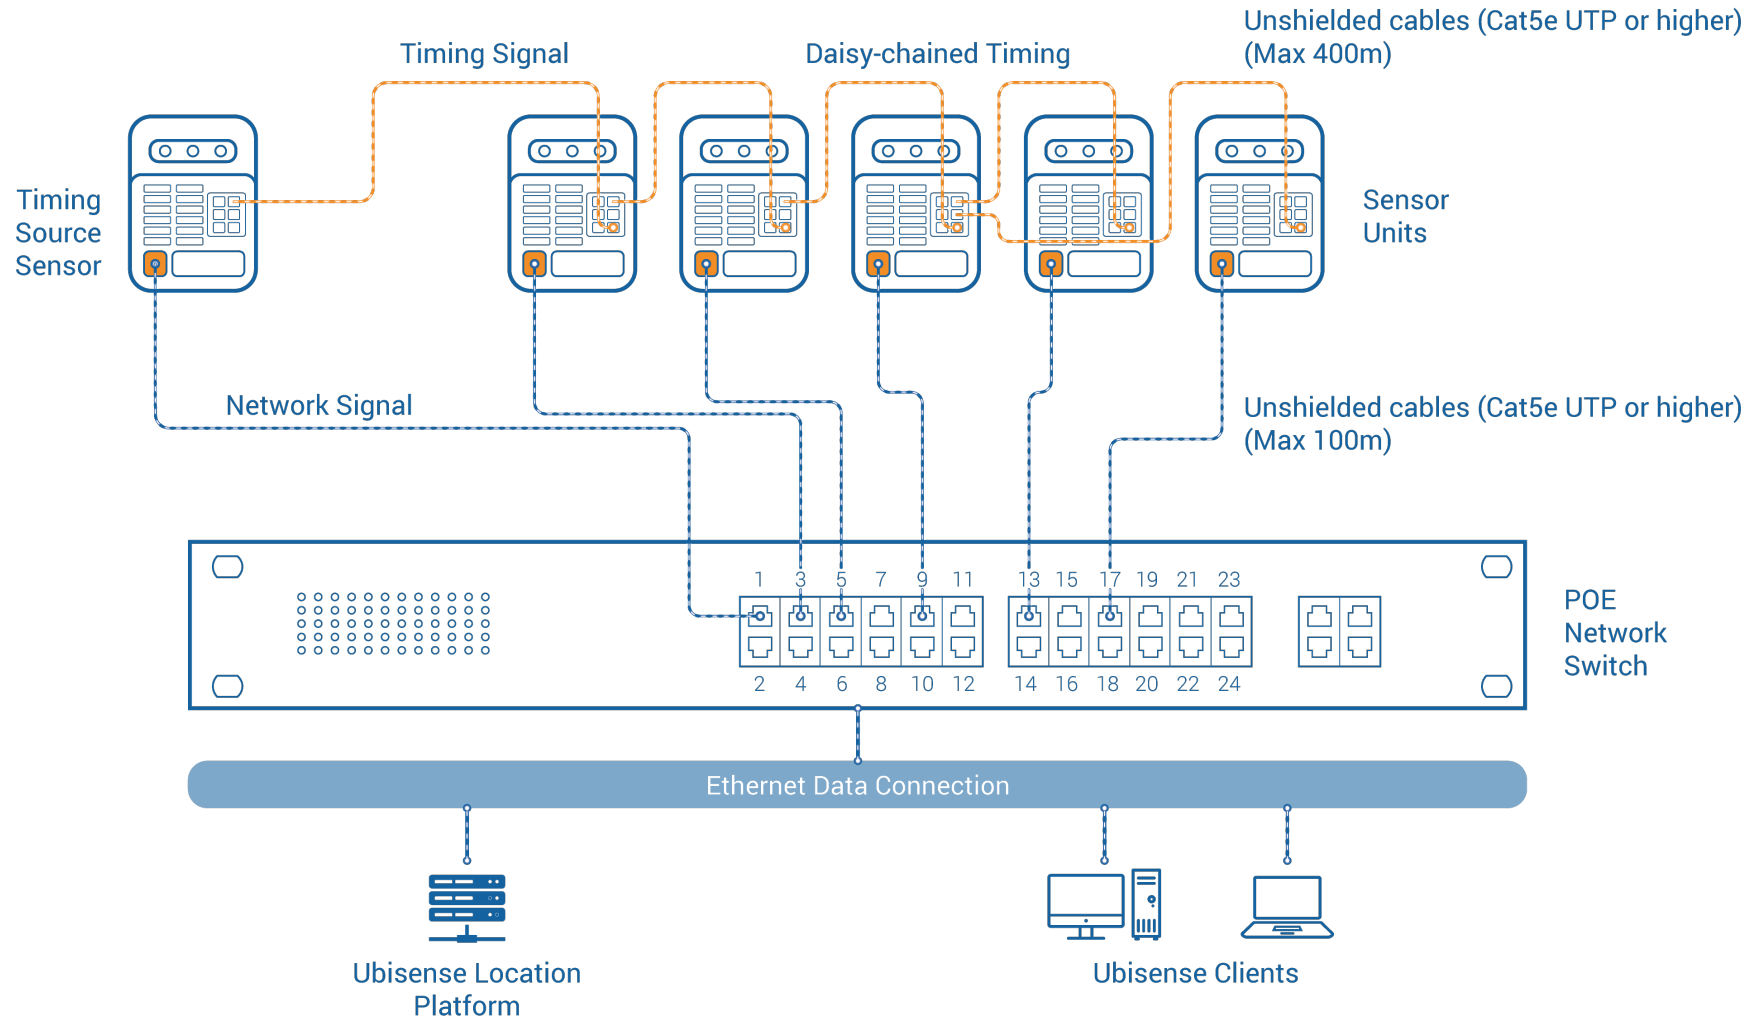 Unshielded cables (Cat5e UTP or higher)
(Max 400m)
Timing Signal
Daisy-chained Timing
Timing
Source
Sensor
Sensor
Units
Network Signal
Unshielded cables (Cat5e UTP or higher)
(Max 100m)
1 3 5 7 9 11 13 15 17 19 21 23
2 4 6 8 10 12 14 16 18 20 22 24
POE
Network
Switch
Ethernet Data Connection
Ubisense Location
Platform
Ubisense Clients